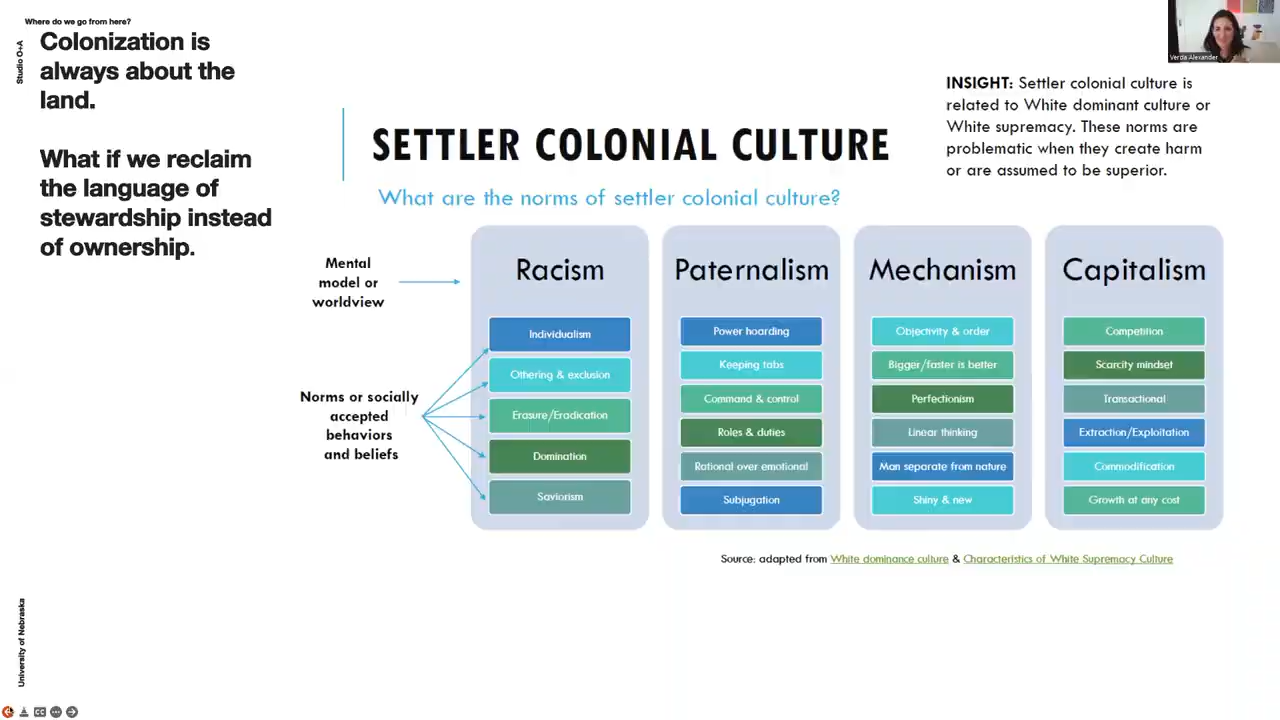 Where do we go from here?
Studio O+A
Colonization is
always about the
land.
What if we reclaim
the language of
stewardship instead
of ownership.
Verda Alexander
INSIGHT: Settler colonial culture is
related to White dominant culture or
White supremacy. These norms are
problematic when they create harm
or are assumed to be superior.
SETTLER COLONIAL CULTURE
What are the norms of settler colonial culture?
Mental
model or
worldview
Norms or socially
accepted
behaviors
and beliefs
Racism
Individualism
Othering & exclusion
Erasure/Eradication
Domination
Saviorism
Paternalism
Power hoarding
Keeping tabs
Command & control
Roles & duties
Rational over emotional
Subjugation
Mechanism
Objectivity & order
Bigger/faster is better
Perfectionism
Linear thinking
Man separate from nature
Shiny & new
Capitalism
Competition
Scarcity mindset
Transactional
Extraction/Exploitation
Commodification
Growth at any cost
Source: adapted from White dominance culture & Characteristics of White Supremacy Culture
University of Nebraska
CC